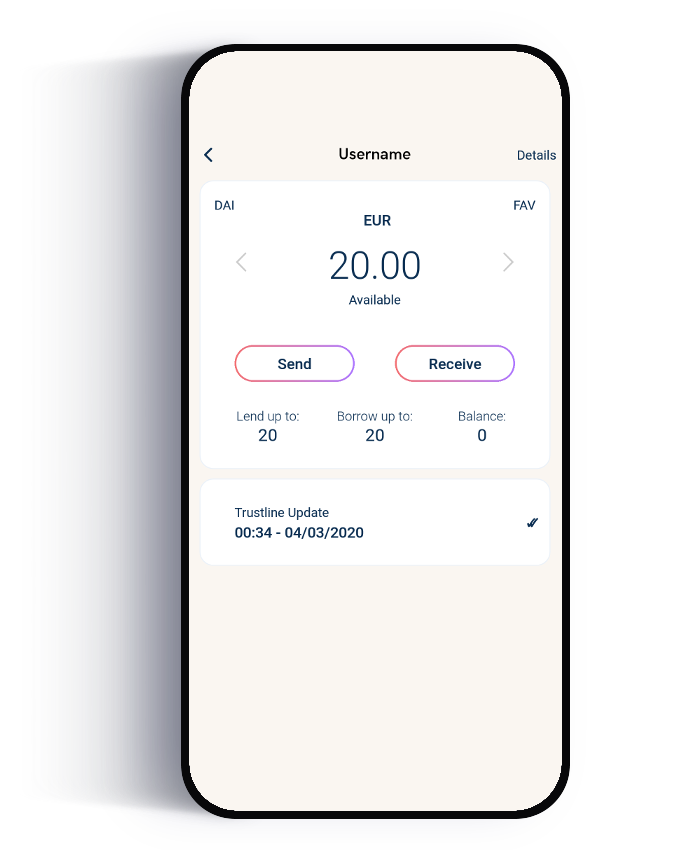 Username
Details
DAI
FAV
EUR
20.00
Available
Send
Receive
Lend up to:
Borrow up to:
Balance:
20
20
0
Trustline Update
00:34 - 04/03/2020